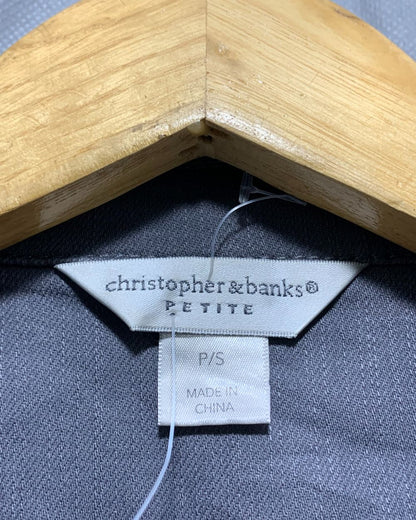 christopher & banks®
PETITE
P/S
MADE IN
CHINA